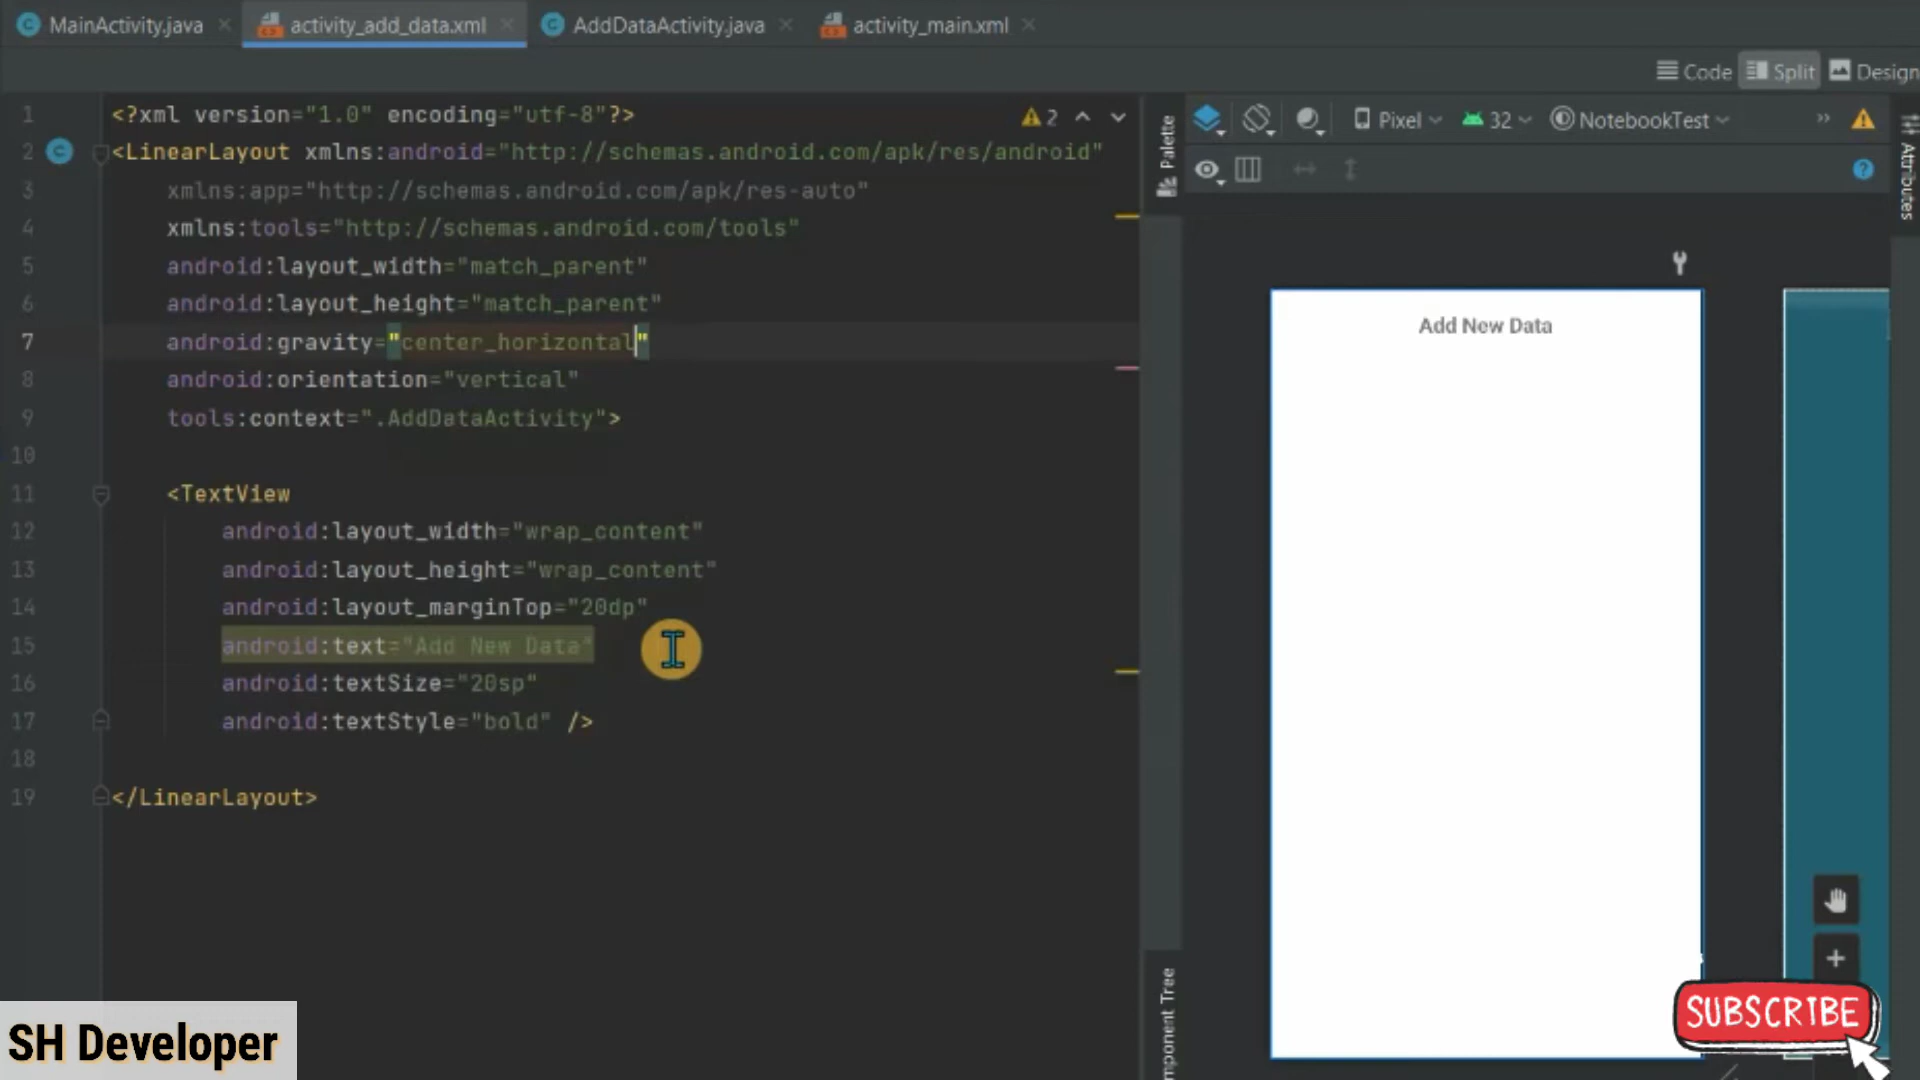 MainActivity.java
activity_add_data.xml
AddDataActivity.java
activity_main.xml
Code
Split
Design
1 <?xml version="1.0" encoding="utf-8"?>
2 <LinearLayout xmlns:android="http://schemas.android.com/apk/res/android"
3 xmlns:app="http://schemas.android.com/apk/res-auto"
4 xmlns:tools="http://schemas.android.com/tools"
5 android:layout_width="match_parent"
6 android:layout_height="match_parent"
7 android:gravity="center_horizontal"
8 android:orientation="vertical"
9 tools:context=".AddDataActivity">
10
11 <TextView
12 android:layout_width="wrap_content"
13 android:layout_height="wrap_content"
14 android:layout_marginTop="20dp"
15 android:text="Add New Data"
16 android:textSize="20sp"
17 android:textStyle="bold" />
18
19 </LinearLayout>
2
Palette
Pixel
32
NotebookTest
Attributes
Add New Data
mponent Tree
SUBSCRIBE
SH Developer